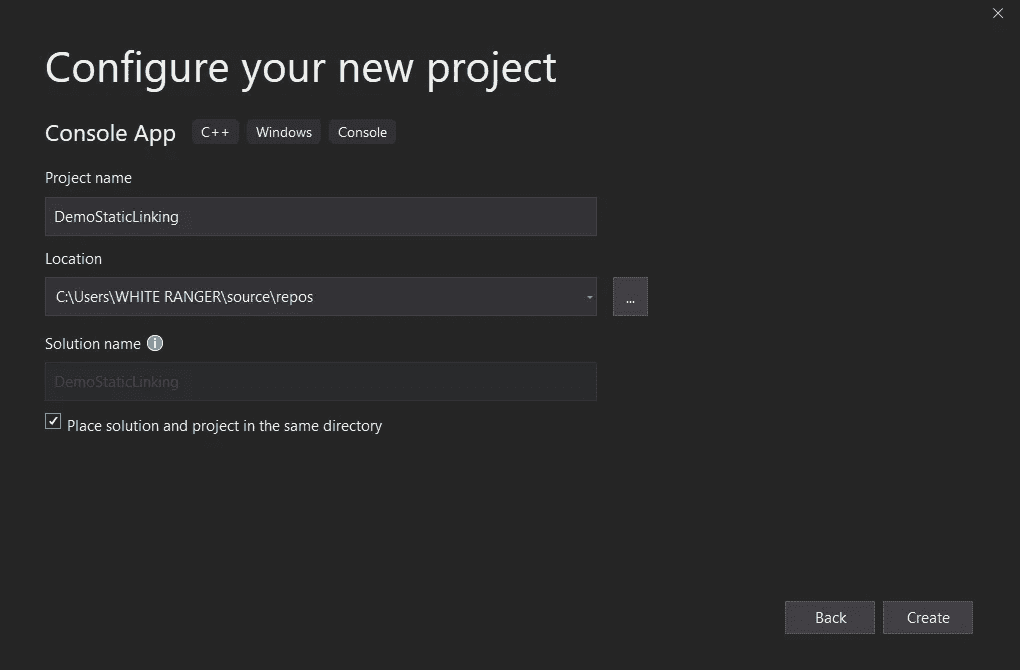 Configure your new project
Console App C++ Windows Console
Project name
DemoStaticLinking
Location
C:\Users\WHITE RANGER\source\repos
...
Solution name
DemoStaticLinking
Place solution and project in the same directory
Back Create